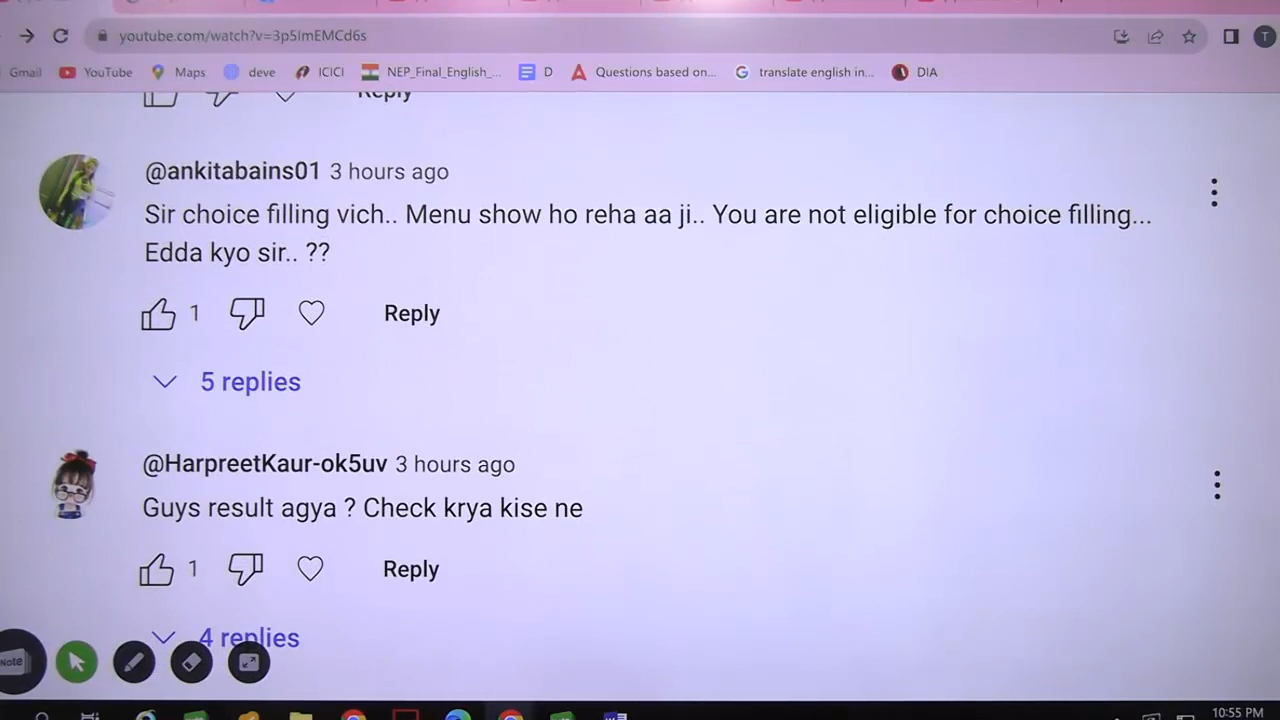 youtube.com/watch?v=3p5lmEMCd6s
T
Gmail YouTube Maps deve ICICI NEP_Final_English_... D Questions based on... translate english in... DIA
Reply
@ankitabains01 3 hours ago
Sir choice filling vich.. Menu show ho reha aa ji.. You are not eligible for choice filling...
Edda kyo sir.. ??
1 Reply
5 replies
@HarpreetKaur-ok5uv 3 hours ago
Guys result agya ? Check krya kise ne
1 Reply
4 replies
Note
10:55 PM